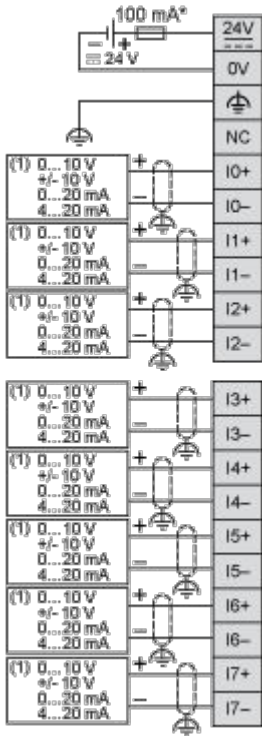 100 mA*
24V
− +
24 V
0V
NC
(1) 0...10 V
+/- 10 V
0...20 mA
4...20 mA
+
−
I0+
I0−
(1) 0...10 V
+/- 10 V
0...20 mA
4...20 mA
+
−
I1+
I1−
(1) 0...10 V
+/- 10 V
0...20 mA
4...20 mA
+
−
I2+
I2−
(1) 0...10 V
+/- 10 V
0...20 mA
4...20 mA
+
−
I3+
I3−
(1) 0...10 V
+/- 10 V
0...20 mA
4...20 mA
+
−
I4+
I4−
(1) 0...10 V
+/- 10 V
0...20 mA
4...20 mA
+
−
I5+
I5−
(1) 0...10 V
+/- 10 V
0...20 mA
4...20 mA
+
−
I6+
I6−
(1) 0...10 V
+/- 10 V
0...20 mA
4...20 mA
+
−
I7+
I7−